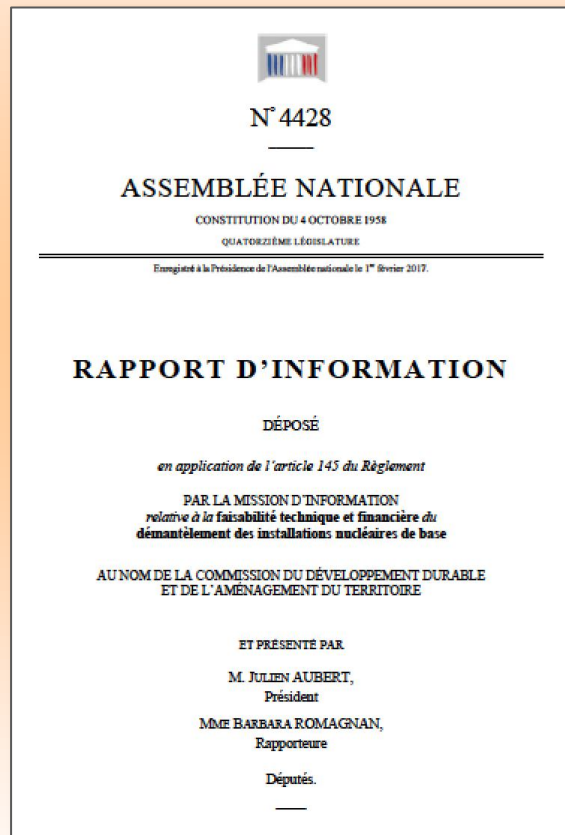 N° 4428
ASSEMBLÉE NATIONALE
CONSTITUTION DU 4 OCTOBRE 1958
QUATORZIÈME LÉGISLATURE
Enregistré à la Présidence de l'Assemblée nationale le 1er février 2017.
RAPPORT D'INFORMATION
DÉPOSÉ
en application de l'article 145 du Règlement
PAR LA MISSION D'INFORMATION
relative à la faisabilité technique et financière du
démantèlement des installations nucléaires de base
AU NOM DE LA COMMISSION DU DÉVELOPPEMENT DURABLE
ET DE L'AMÉNAGEMENT DU TERRITOIRE
ET PRÉSENTÉ PAR
M. JULIEN AUBERT,
Président
MME BARBARA ROMAGNAN,
Rapporteure
Députés.